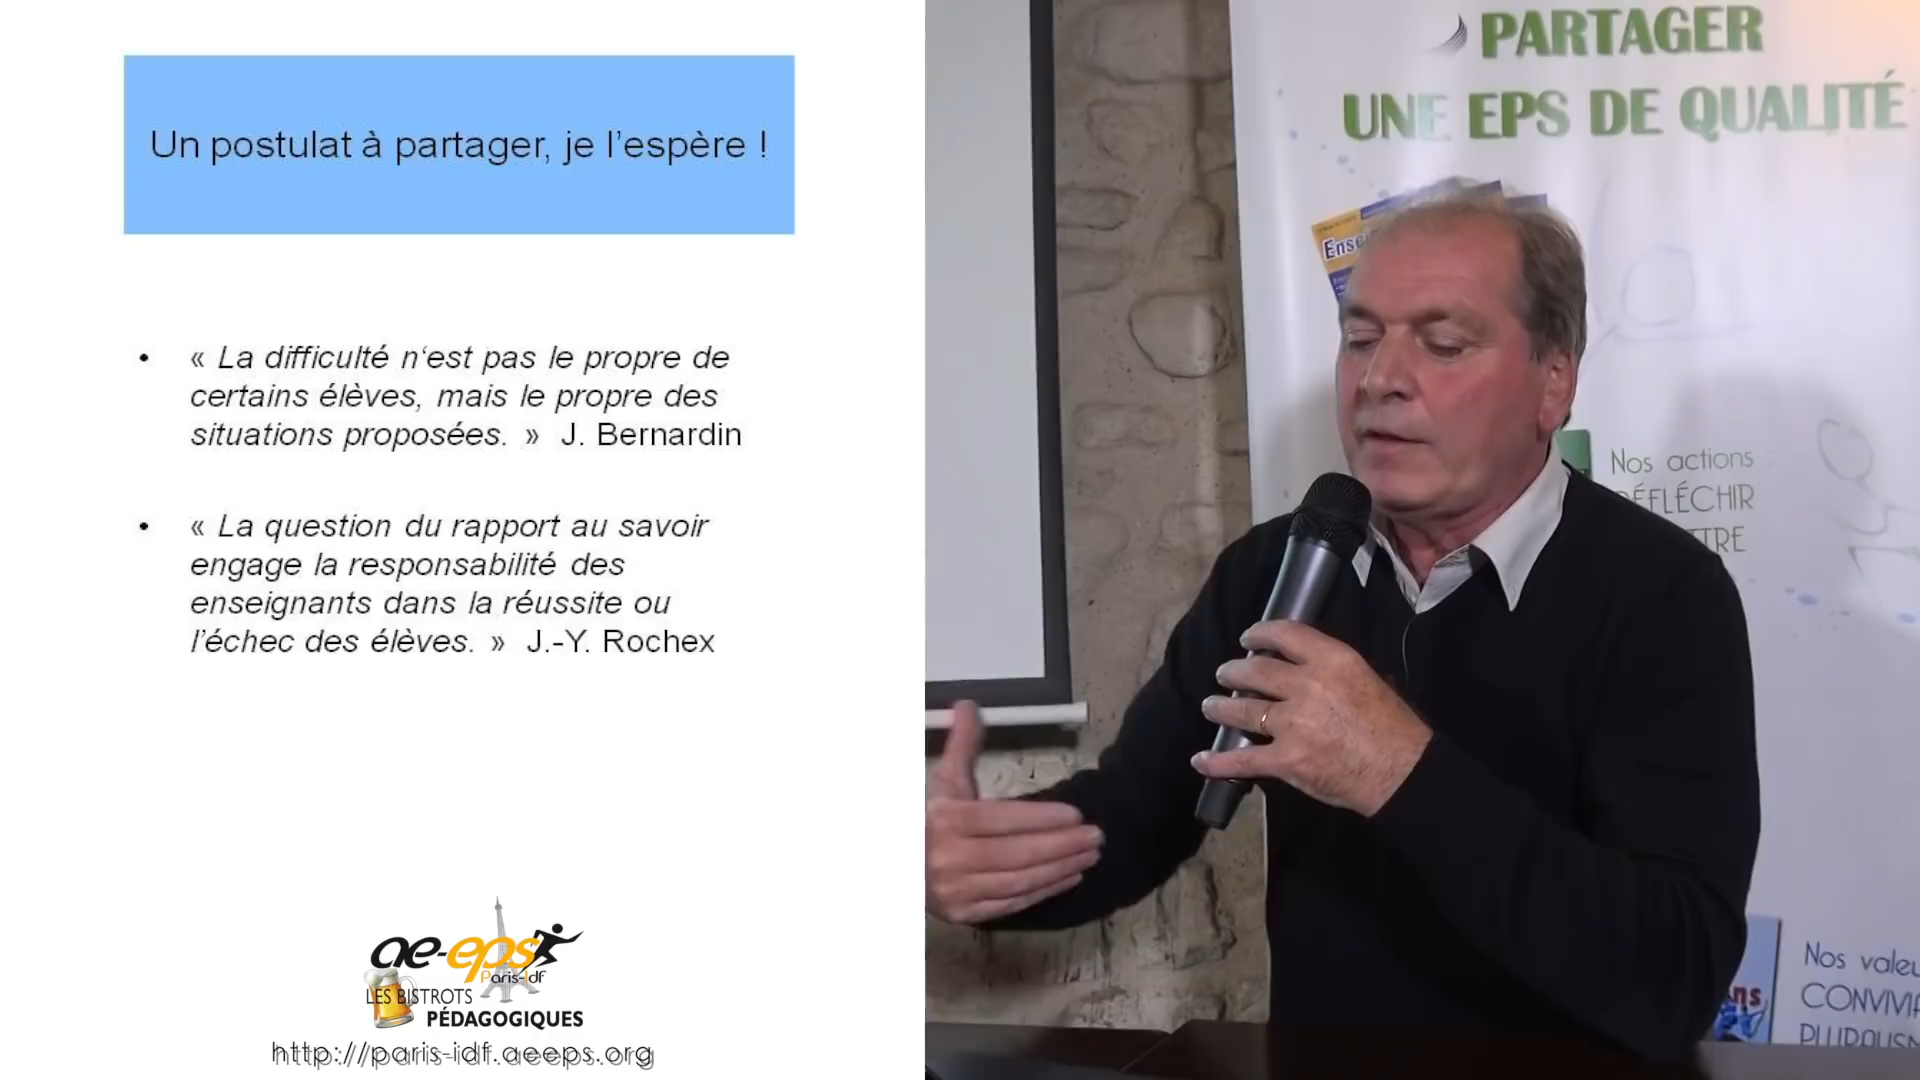 Un postulat à partager, je l’espère !
• « La difficulté n‘est pas le propre de
certains élèves, mais le propre des
situations proposées. » J. Bernardin
• « La question du rapport au savoir
engage la responsabilité des
enseignants dans la réussite ou
l’échec des élèves. » J.-Y. Rochex
ae-eps
Paris-Idf
LES BISTROTS
PÉDAGOGIQUES
http://paris-idf.aeeps.org
PARTAGER
UNE EPS DE QUALITÉ
Nos actions
Nos